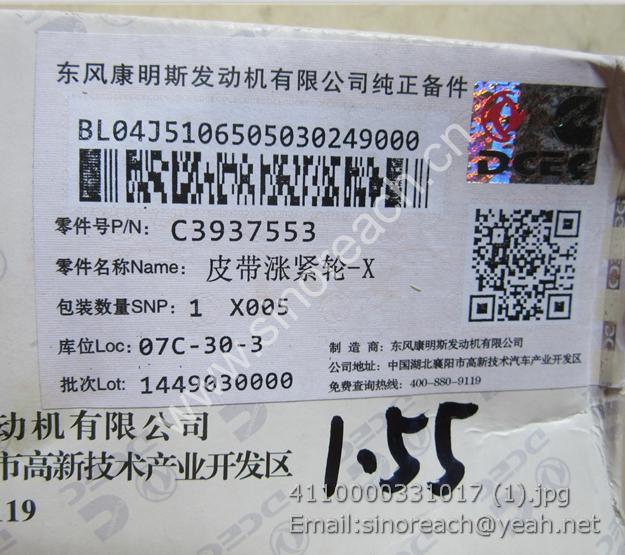 东风康明斯发动机有限公司纯正备件
BL04J5106505030249000
DCEC
零件号P/N: C3937553
零件名称Name: 皮带涨紧轮-X
包装数量SNP: 1 X005
库位Loc: 07C-30-3
批次Lot: 1449030000
制 造 商: 东风康明斯发动机有限公司
公司地址: 中国湖北襄阳市高新技术汽车产业开发区
免费查询热线: 400-880-9119
动机有限公司
市高新技术产业开发区
119
1.55
www.sinoreach.cn
4110000331017 (1).jpg
Email:sinoreach@yeah.net